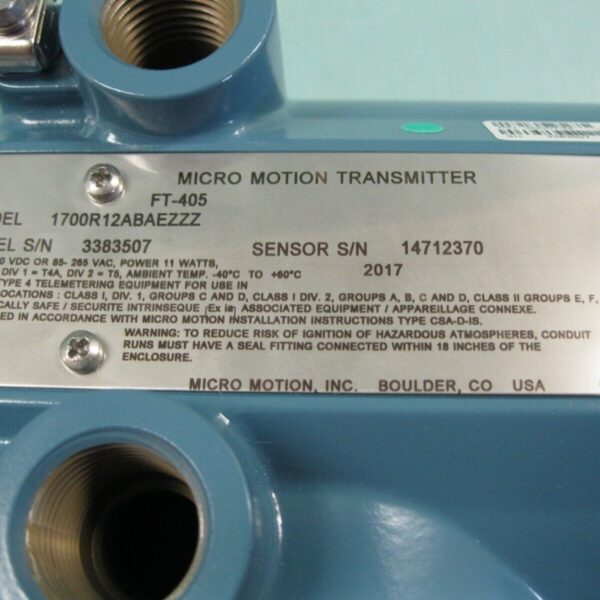 MICRO MOTION TRANSMITTER
FT-405
DEL 1700R12ABAEZZZ
EL S/N 3383507 SENSOR S/N 14712370
0 VDC OR 85- 265 VAC, POWER 11 WATTS, 2017
DIV 1 = T4A, DIV 2 = T5, AMBIENT TEMP. -40°C TO +60°C
TYPE 4 TELEMETERING EQUIPMENT FOR USE IN
LOCATIONS : CLASS I, DIV. 1, GROUPS C AND D, CLASS I DIV. 2, GROUPS A, B, C AND D, CLASS II GROUPS E, F,
ICALLY SAFE / SECURITE INTRINSEQUE (Ex ia) ASSOCIATED EQUIPMENT / APPAREILLAGE CONNEXE.
ED IN ACCORDANCE WITH MICRO MOTION INSTALLATION INSTRUCTIONS TYPE CSA-D-IS.
WARNING: TO REDUCE RISK OF IGNITION OF HAZARDOUS ATMOSPHERES, CONDUIT
RUNS MUST HAVE A SEAL FITTING CONNECTED WITHIN 18 INCHES OF THE
ENCLOSURE.
MICRO MOTION, INC. BOULDER, CO USA